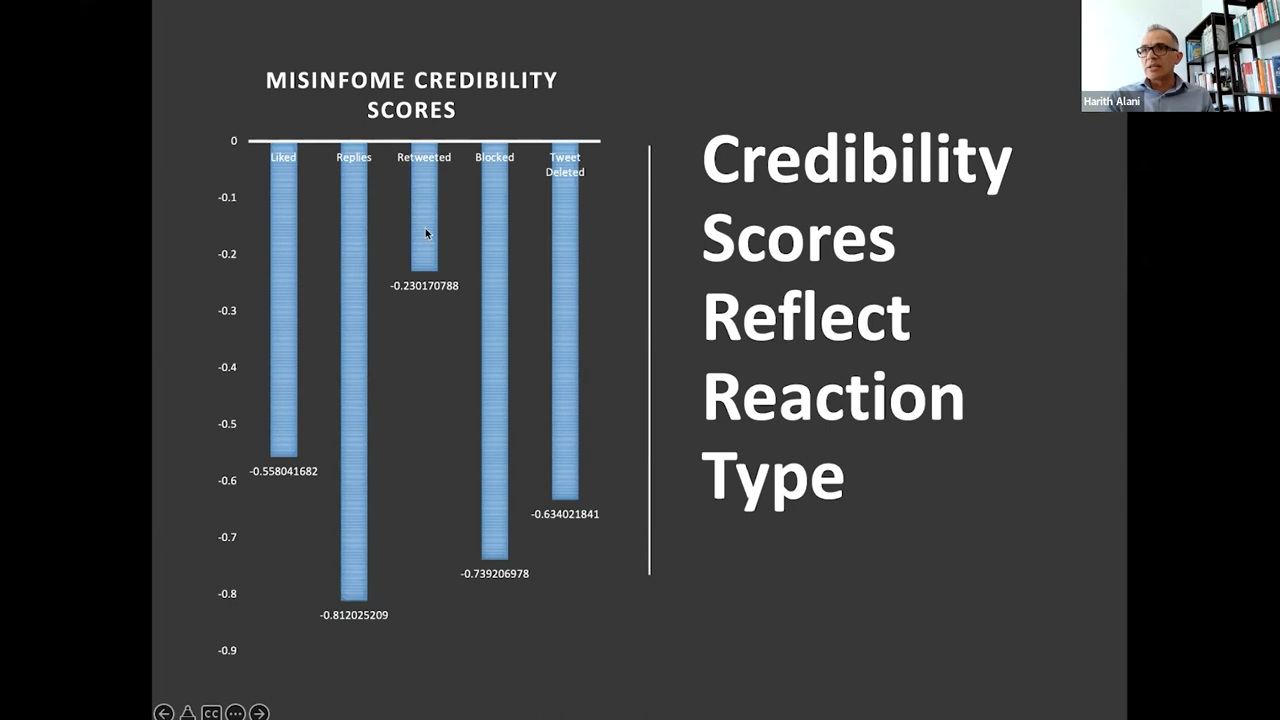 MISINFOME CREDIBILITY
SCORES
0
-0.1
-0.2
-0.3
-0.4
-0.5
-0.6
-0.7
-0.8
-0.9
Liked
Replies
Retweeted
Blocked
Tweet
Deleted
-0.558041682
-0.812025209
-0.230170788
-0.739206978
-0.634021841
Credibility
Scores
Reflect
Reaction
Type
Harith Alani
CC